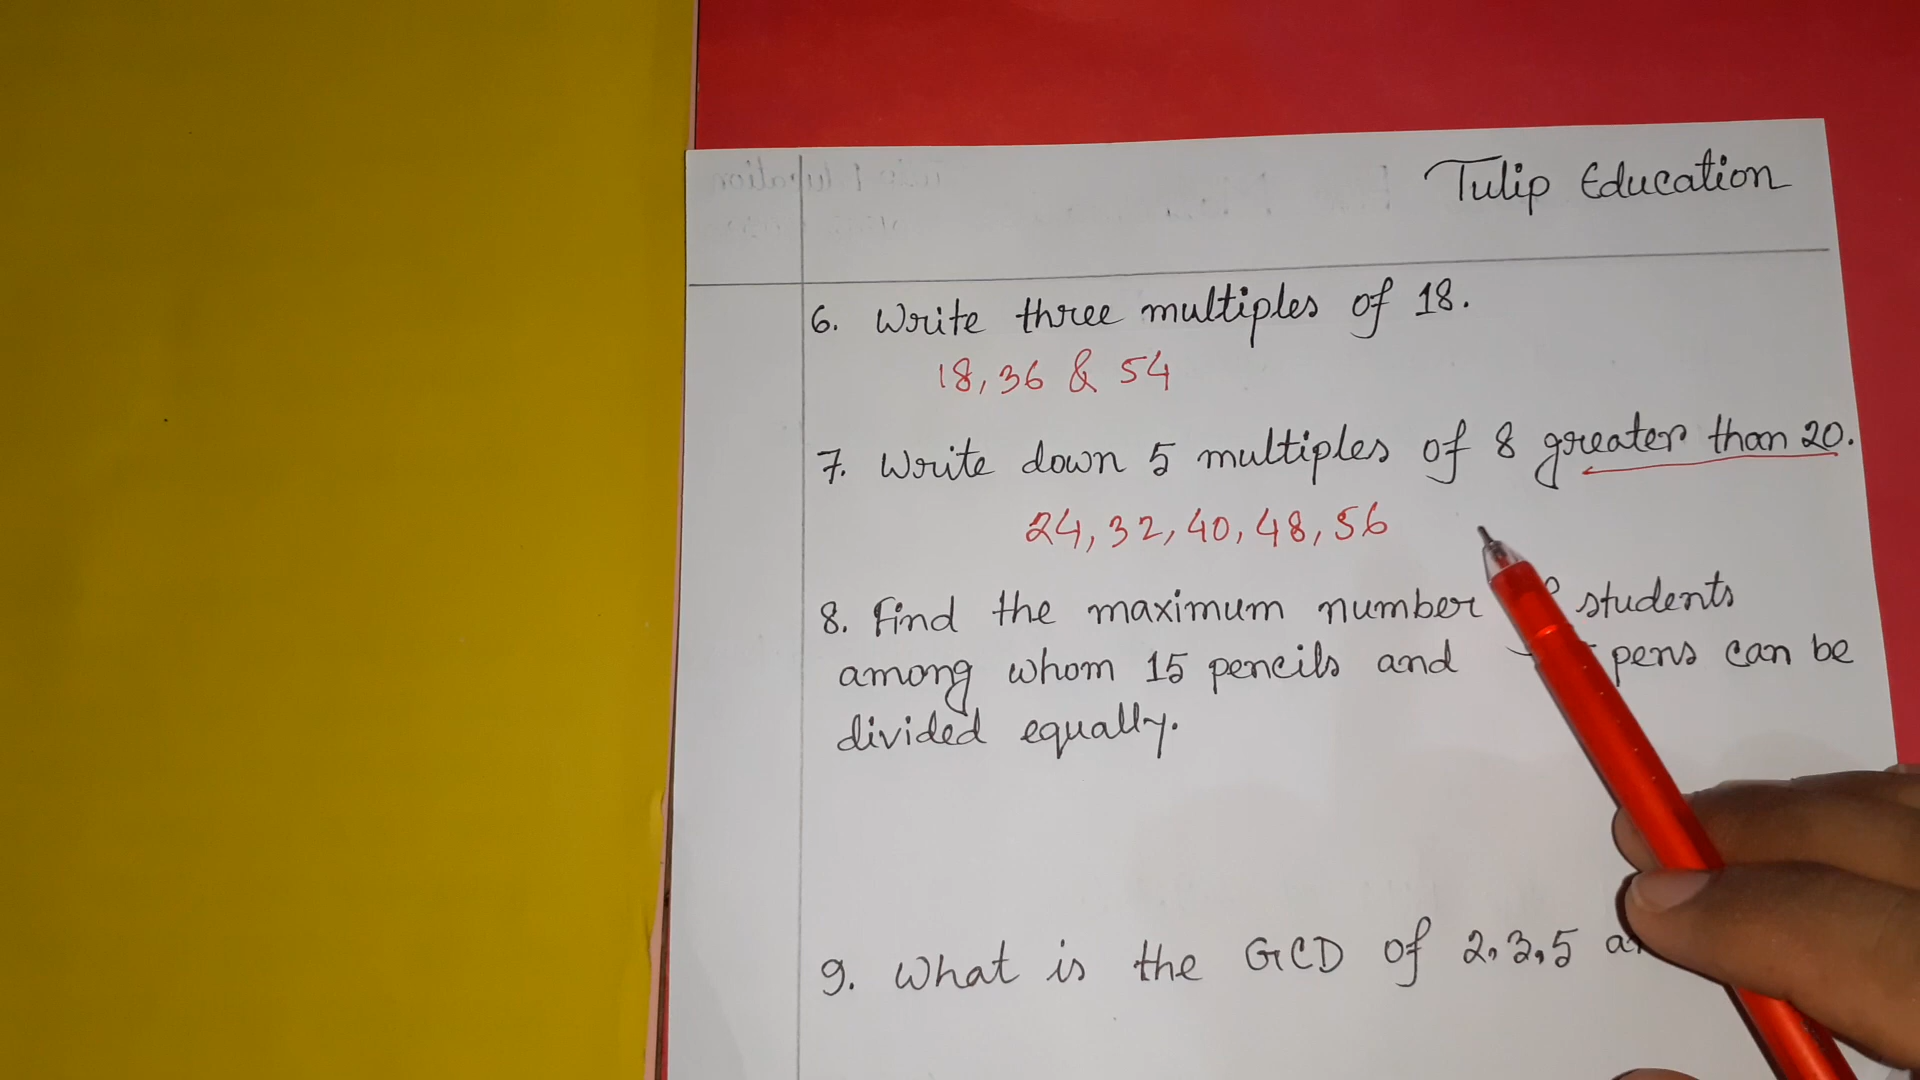 Tulip Education
6. Write three multiples of 18.
18, 36 & 54
7. Write down 5 multiples of 8 greater than 20.
24, 32, 40, 48, 56
8. Find the maximum number students
among whom 15 pencils and pens can be
divided equally.
9. What is the GCD of 2, 3, 5